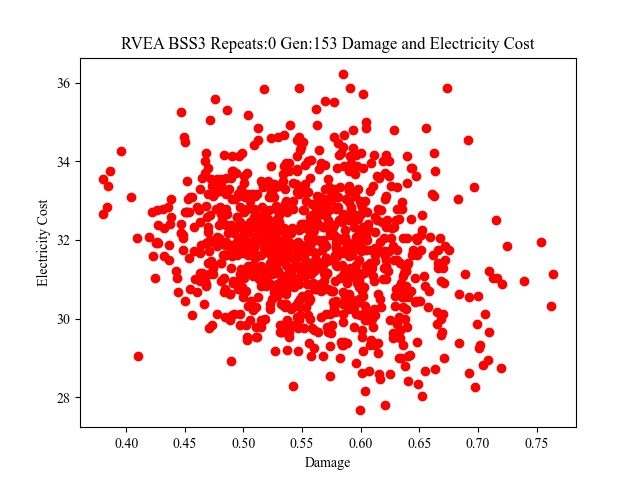 RVEA BSS3 Repeats:0 Gen:153 Damage and Electricity Cost
36
34
32
30
28
Electricity Cost
0.40 0.45 0.50 0.55 0.60 0.65 0.70 0.75
Damage